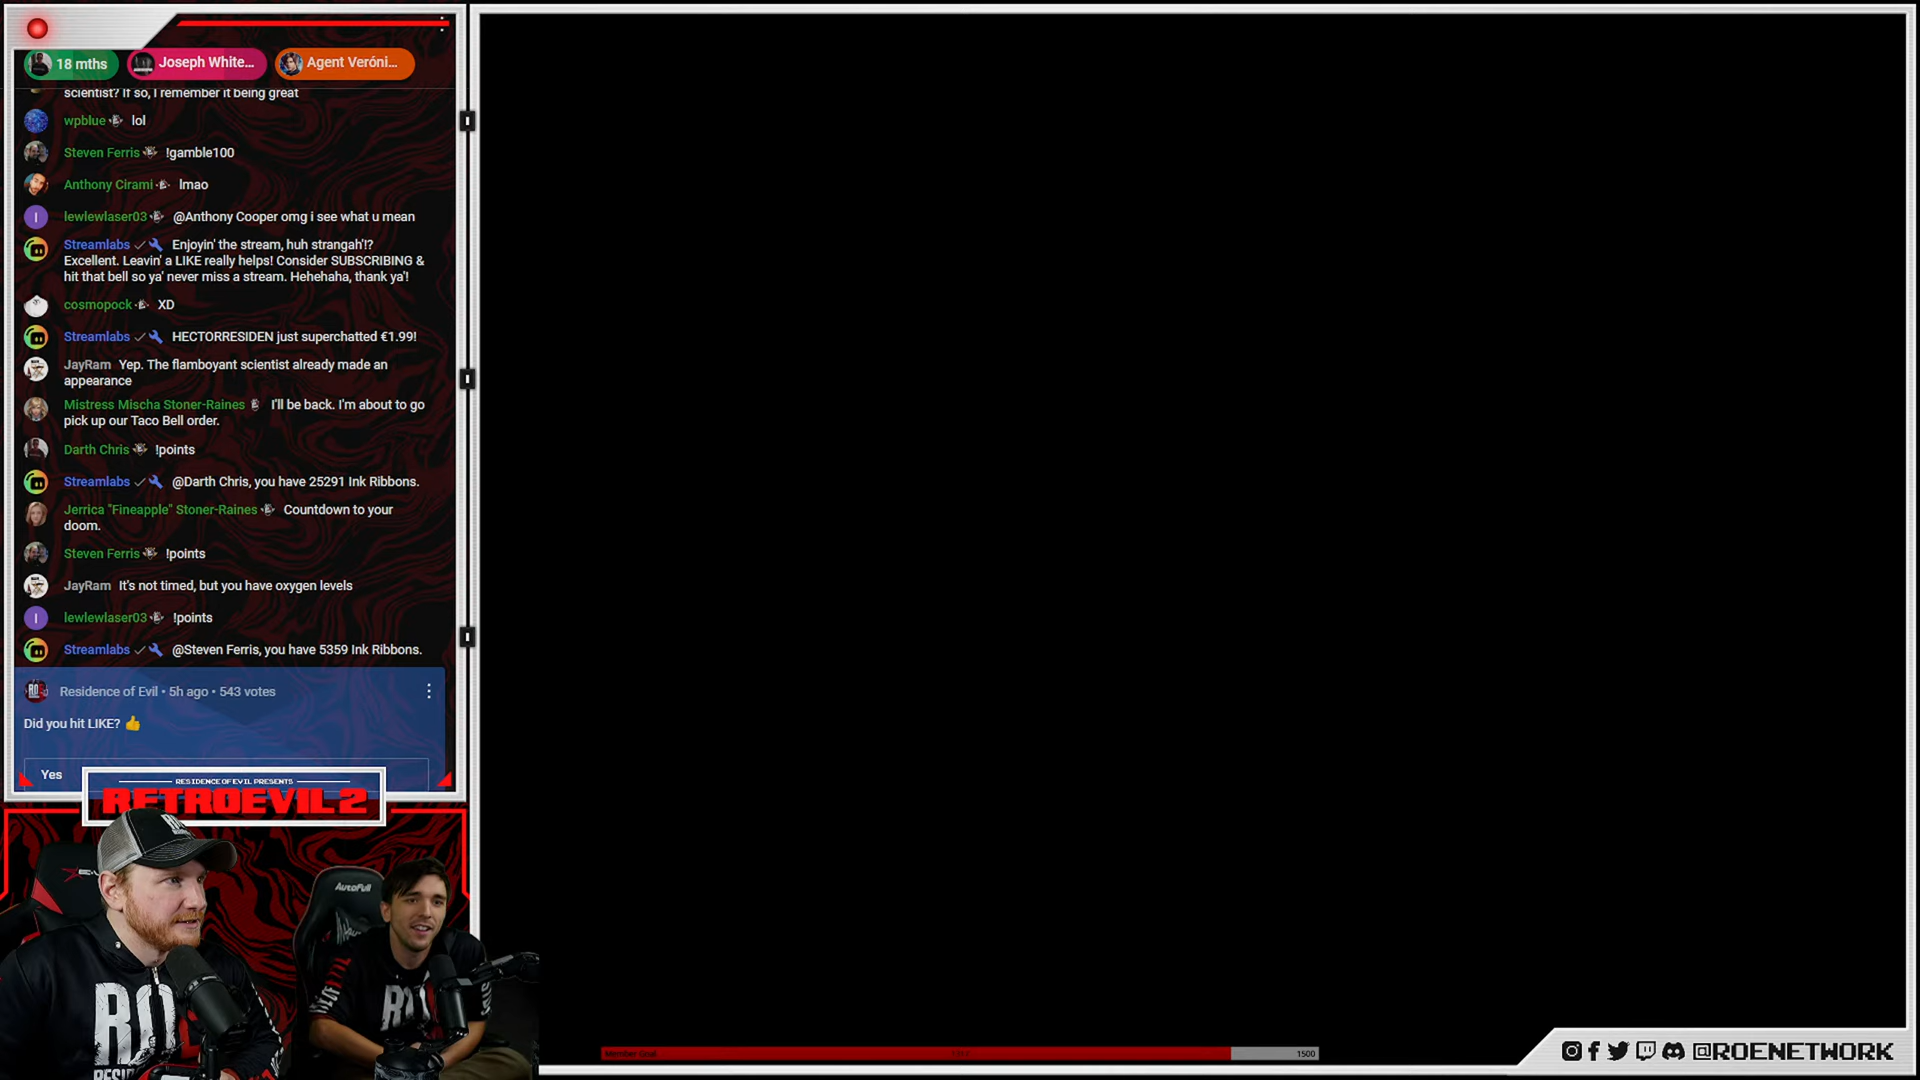 18 mths
Joseph White...
Agent Veróni...
scientist? If so, I remember it being great
wpblue lol
Steven Ferris !gamble100
Anthony Cirami lmao
lewlewlaser03 @Anthony Cooper omg i see what u mean
Streamlabs Enjoyin' the stream, huh strangah'!?
Excellent. Leavin' a LIKE really helps! Consider SUBSCRIBING &
hit that bell so ya' never miss a stream. Hehehaha, thank ya'!
cosmopock XD
Streamlabs HECTORRESIDEN just superchatted €1.99!
JayRam Yep. The flamboyant scientist already made an
appearance
Mistress Mischa Stoner-Raines I'll be back. I'm about to go
pick up our Taco Bell order.
Darth Chris !points
Streamlabs @Darth Chris, you have 25291 Ink Ribbons.
Jerrica "Fineapple" Stoner-Raines Countdown to your
doom.
Steven Ferris !points
JayRam It's not timed, but you have oxygen levels
lewlewlaser03 !points
Streamlabs @Steven Ferris, you have 5359 Ink Ribbons.
Residence of Evil • 5h ago • 543 votes
Did you hit LIKE? 👍
Yes
RESIDENCE OF EVIL PRESENTS
RETROEVIL 2
AutoFull
Member Goal
1500
@ROENETWORK